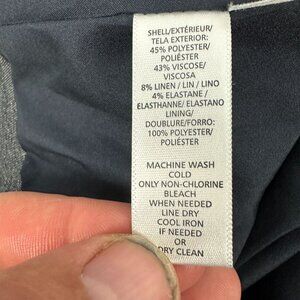 SHELL/EXTÉRIEUR/
TELA EXTERIOR:
45% POLYESTER/
POLIÉSTER
43% VISCOSE/
VISCOSA
8% LINEN / LIN / LINO
4% ELASTANE /
ELASTHANNE/ ELASTANO
LINING/
DOUBLURE/FORRO:
100% POLYESTER/
POLIÉSTER
MACHINE WASH
COLD
ONLY NON-CHLORINE
BLEACH
WHEN NEEDED
LINE DRY
COOL IRON
IF NEEDED
OR
DRY CLEAN